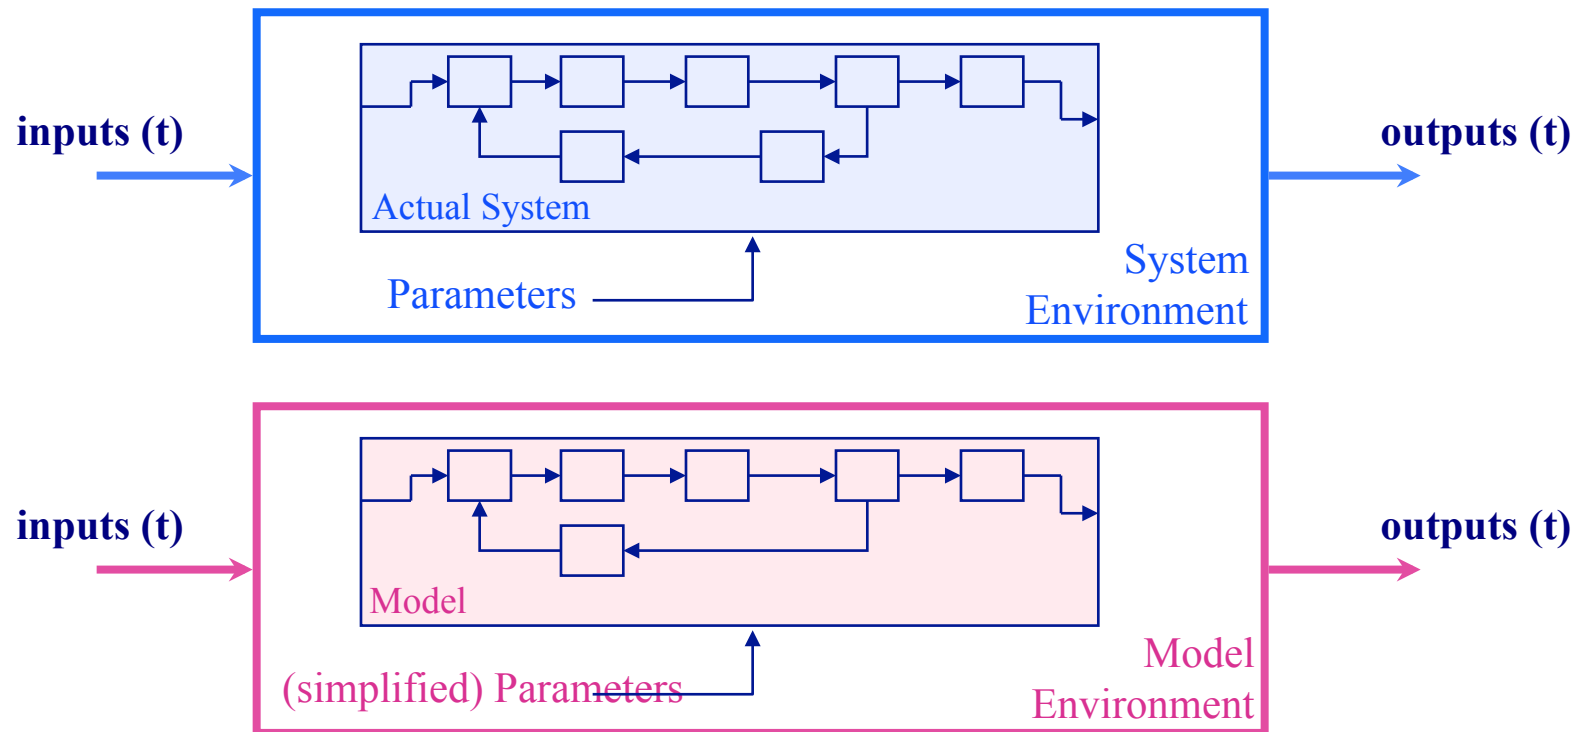 inputs (t)
outputs (t)
Actual System
Parameters
System
Environment
inputs (t)
outputs (t)
Model
(simplified) Parameters
Model
Environment